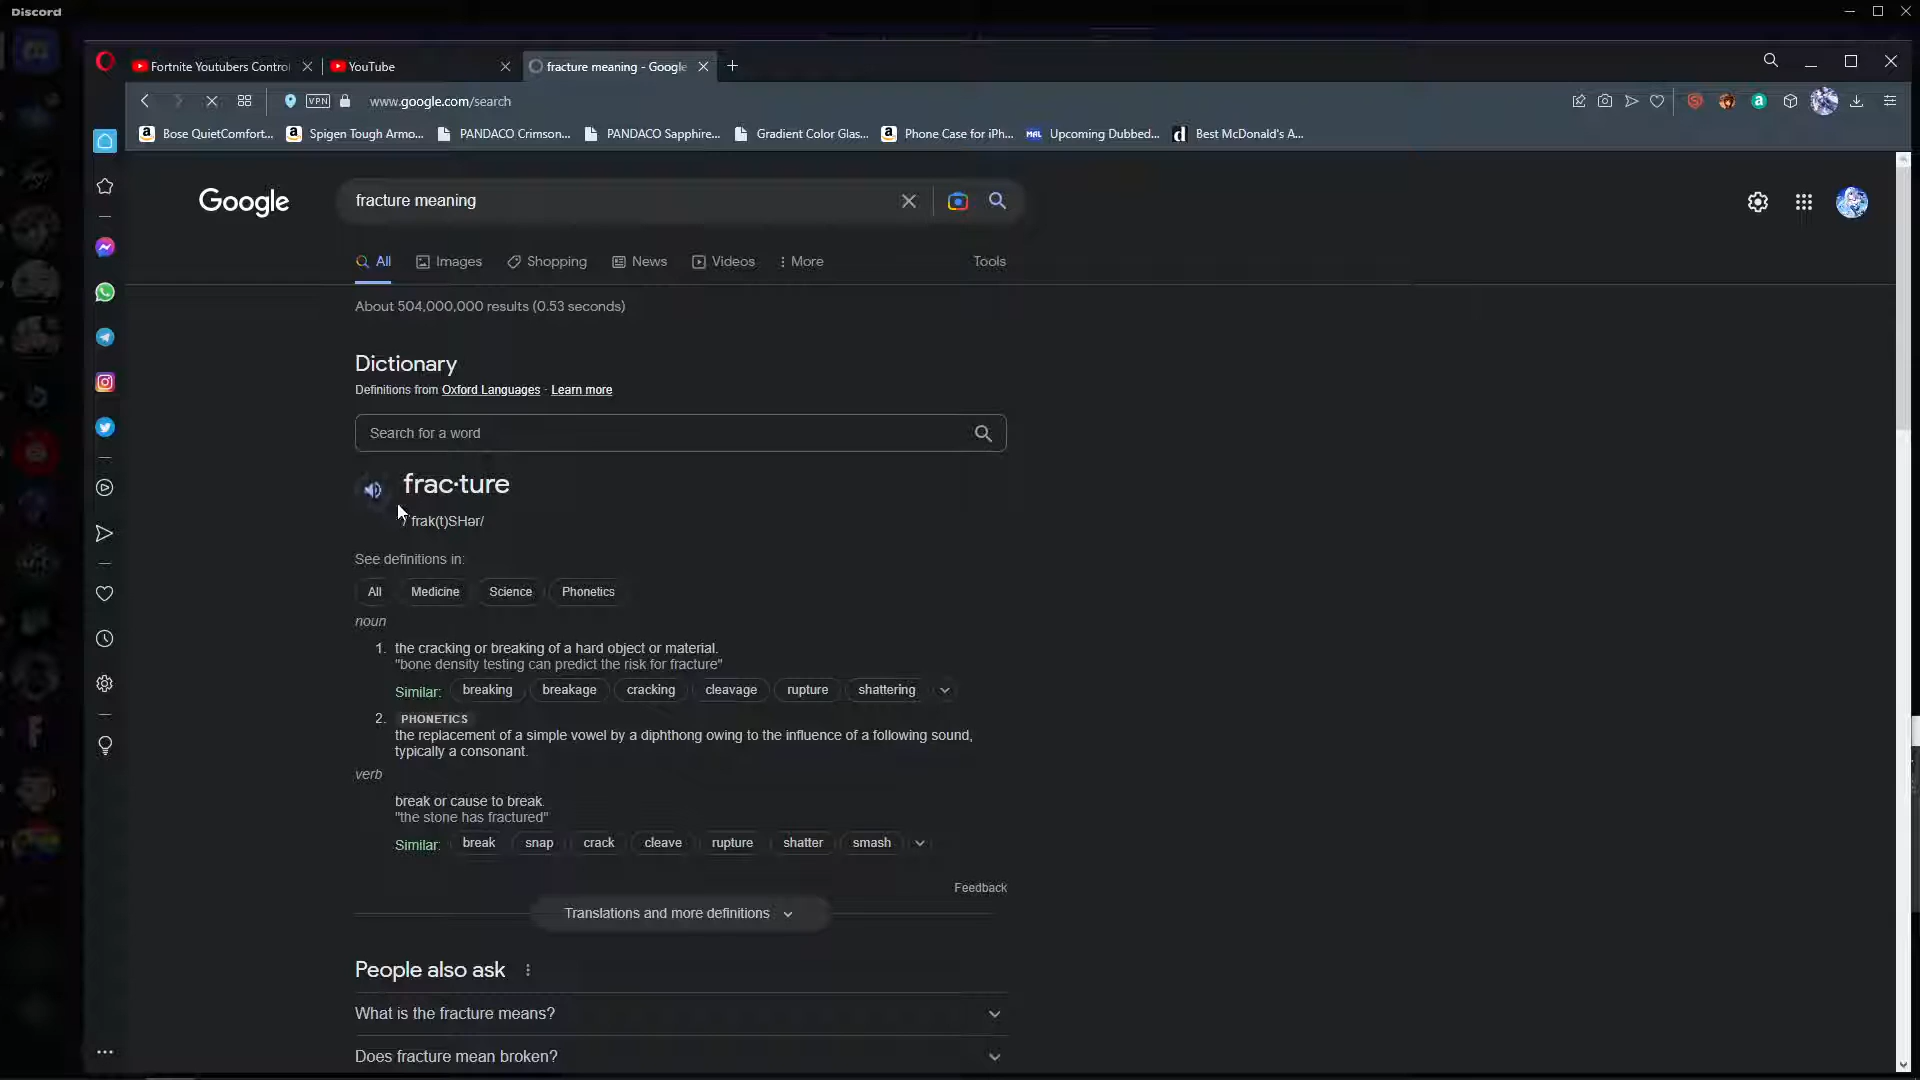 Discord
Fortnite Youtubers Contro
YouTube
fracture meaning - Google
VPN
www.google.com/search
Bose QuietComfort...
Spigen Tough Armo...
PANDACO Crimson...
PANDACO Sapphire...
Gradient Color Glas...
Phone Case for iPh...
MAL Upcoming Dubbed...
d Best McDonald's A...
Google
fracture meaning
All
Images
Shopping
News
Videos
More
Tools
About 504,000,000 results (0.53 seconds)
Dictionary
Definitions from Oxford Languages · Learn more
Search for a word
frac·ture
/ˈfrak(t)SHər/
See definitions in:
All
Medicine
Science
Phonetics
noun
1. the cracking or breaking of a hard object or material.
"bone density testing can predict the risk for fracture"
Similar: breaking breakage cracking cleavage rupture shattering
2. PHONETICS
the replacement of a simple vowel by a diphthong owing to the influence of a following sound,
typically a consonant.
verb
break or cause to break.
"the stone has fractured"
Similar: break snap crack cleave rupture shatter smash
Feedback
Translations and more definitions
People also ask
What is the fracture means?
Does fracture mean broken?